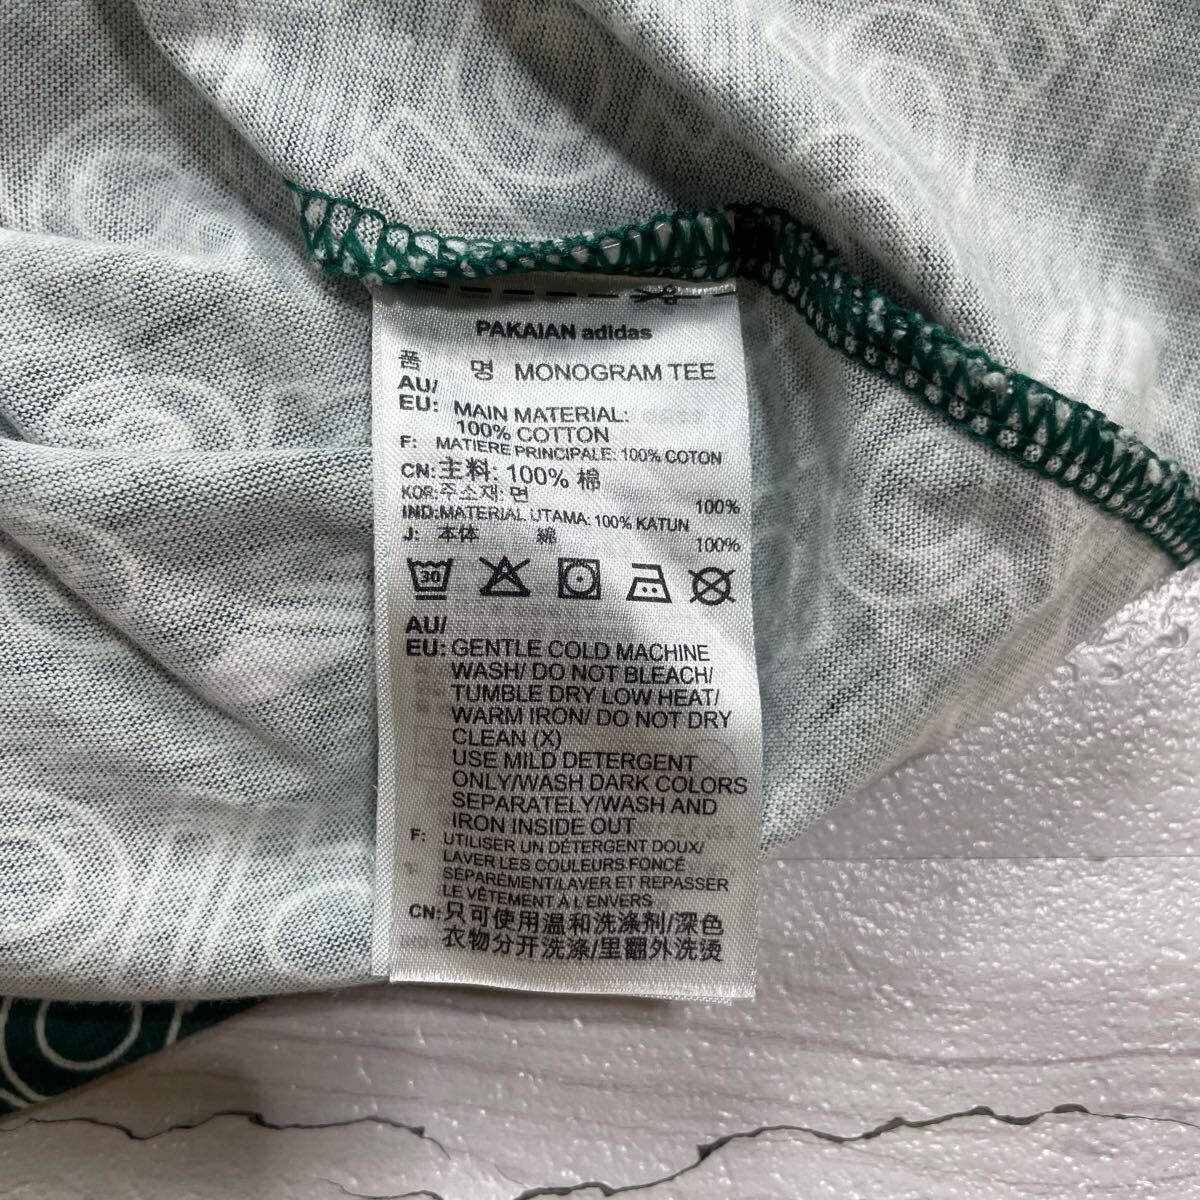 PAKAIAN adidas
품 명 MONOGRAM TEE
AU/
EU: MAIN MATERIAL:
100% COTTON
F: MATIERE PRINCIPALE: 100% COTON
CN: 主料: 100% 棉
KOR: 주소재: 면 100%
IND: MATERIAL UTAMA: 100% KATUN
J: 本体 綿 100%
30
AU/
EU: GENTLE COLD MACHINE
WASH/ DO NOT BLEACH/
TUMBLE DRY LOW HEAT/
WARM IRON/ DO NOT DRY
CLEAN (X)
USE MILD DETERGENT
ONLY/WASH DARK COLORS
SEPARATELY/WASH AND
IRON INSIDE OUT
F: UTILISER UN DÉTERGENT DOUX/
LAVER LES COULEURS FONCÉ
SÉPARÉMENT/LAVER ET REPASSER
LE VÊTEMENT À L'ENVERS
CN: 只可使用温和洗涤剂/深色
衣物分开洗涤/里翻外洗烫